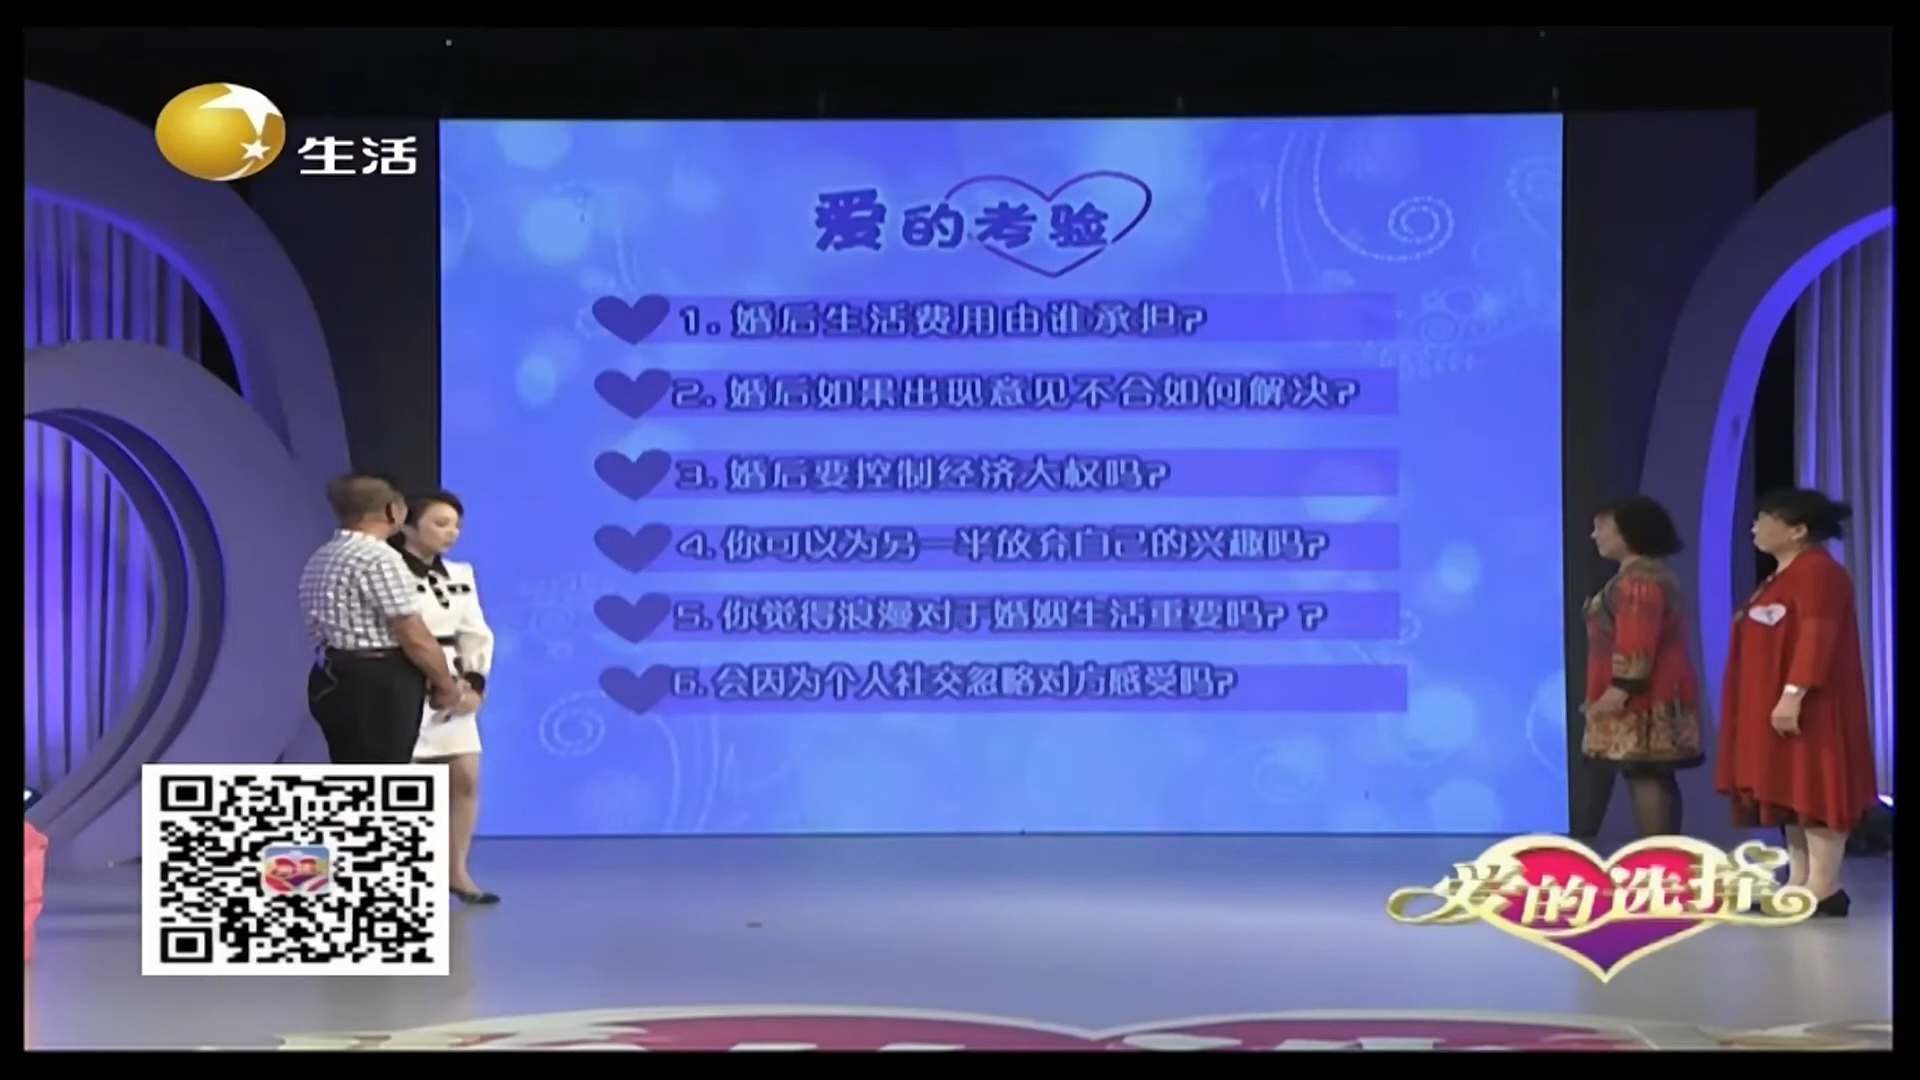 生活
爱的考验
1.婚后生活费用由谁承担?
2.婚后如果出现意见不合如何解决?
3.婚后要控制经济大权吗?
4.你可以为另一半放弃自己的兴趣吗?
5.你觉得浪漫对于婚姻生活重要吗??
6.会因为个人社交忽略对方感受吗?
爱的选择